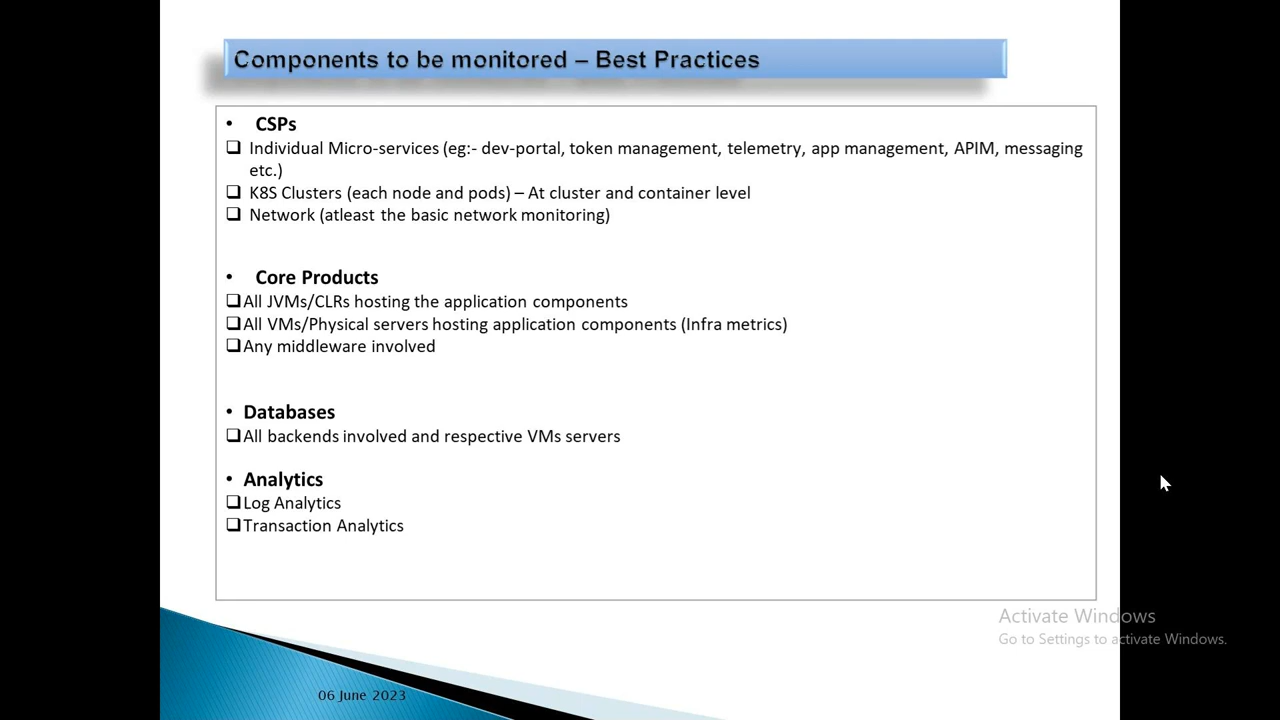 Components to be monitored – Best Practices
• CSPs
❑ Individual Micro-services (eg:- dev-portal, token management, telemetry, app management, APIM, messaging
etc.)
❑ K8S Clusters (each node and pods) – At cluster and container level
❑ Network (atleast the basic network monitoring)
• Core Products
❑All JVMs/CLRs hosting the application components
❑All VMs/Physical servers hosting application components (Infra metrics)
❑Any middleware involved
• Databases
❑All backends involved and respective VMs servers
• Analytics
❑Log Analytics
❑Transaction Analytics
Activate Windows
Go to Settings to activate Windows.
06 June 2023